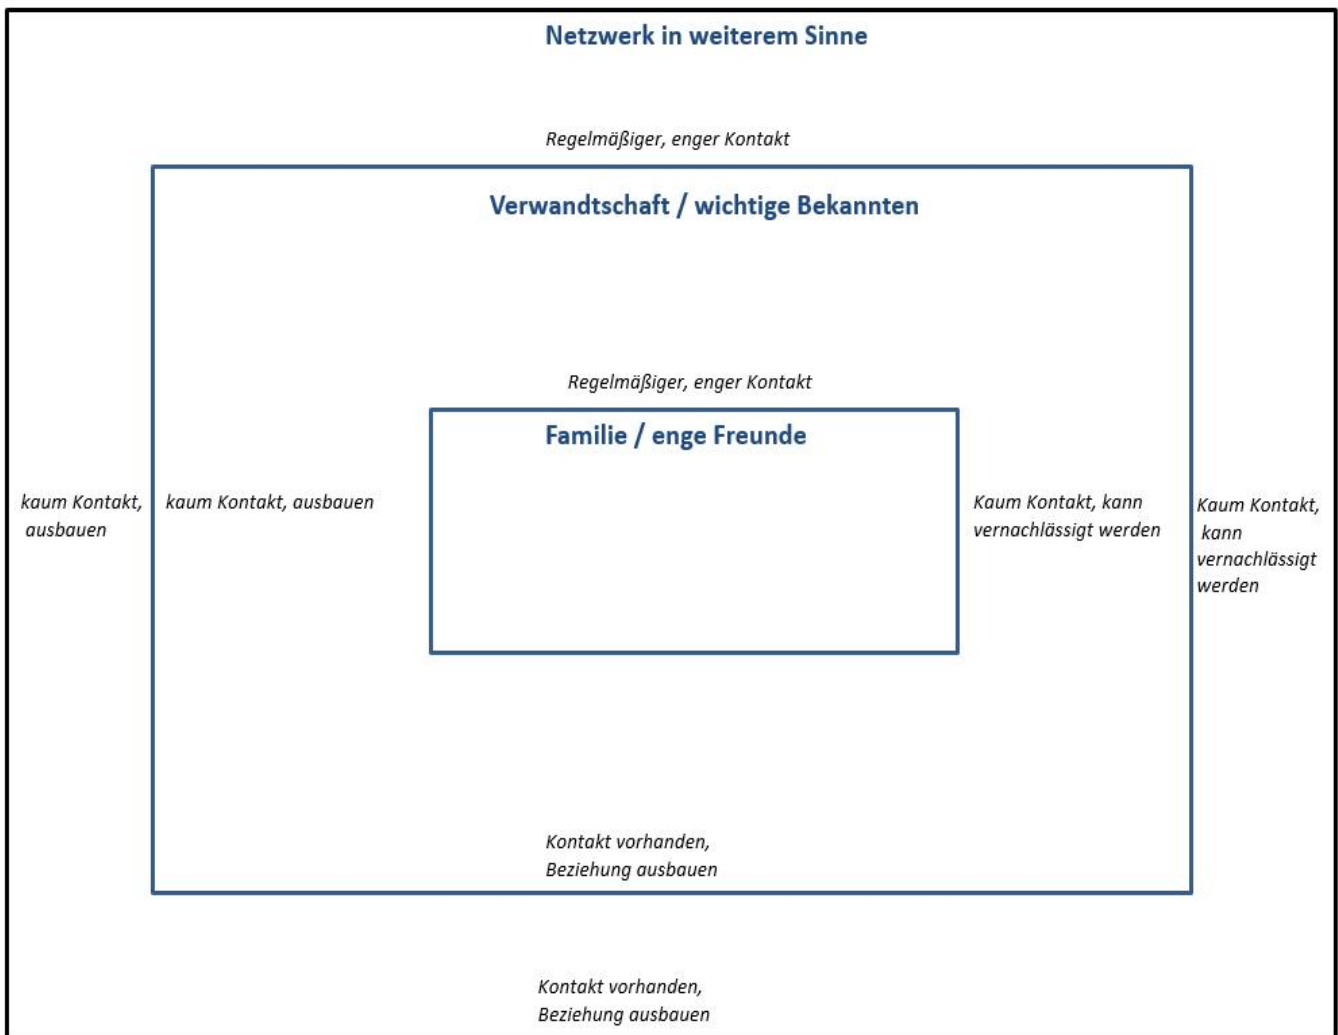 Netzwerk in weiterem Sinne
Regelmäßiger, enger Kontakt
Verwandtschaft / wichtige Bekannten
Regelmäßiger, enger Kontakt
Familie / enge Freunde
kaum Kontakt,
ausbauen
kaum Kontakt, ausbauen
Kaum Kontakt, kann
vernachlässigt werden
Kaum Kontakt,
kann
vernachlässigt
werden
Kontakt vorhanden,
Beziehung ausbauen
Kontakt vorhanden,
Beziehung ausbauen